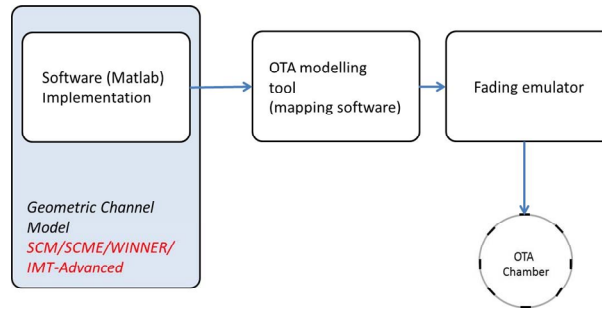 Software (Matlab)
Implementation
OTA modelling
tool
(mapping software)
Fading emulator
Geometric Channel
Model
SCM/SCME/WINNER/
IMT-Advanced
OTA
Chamber